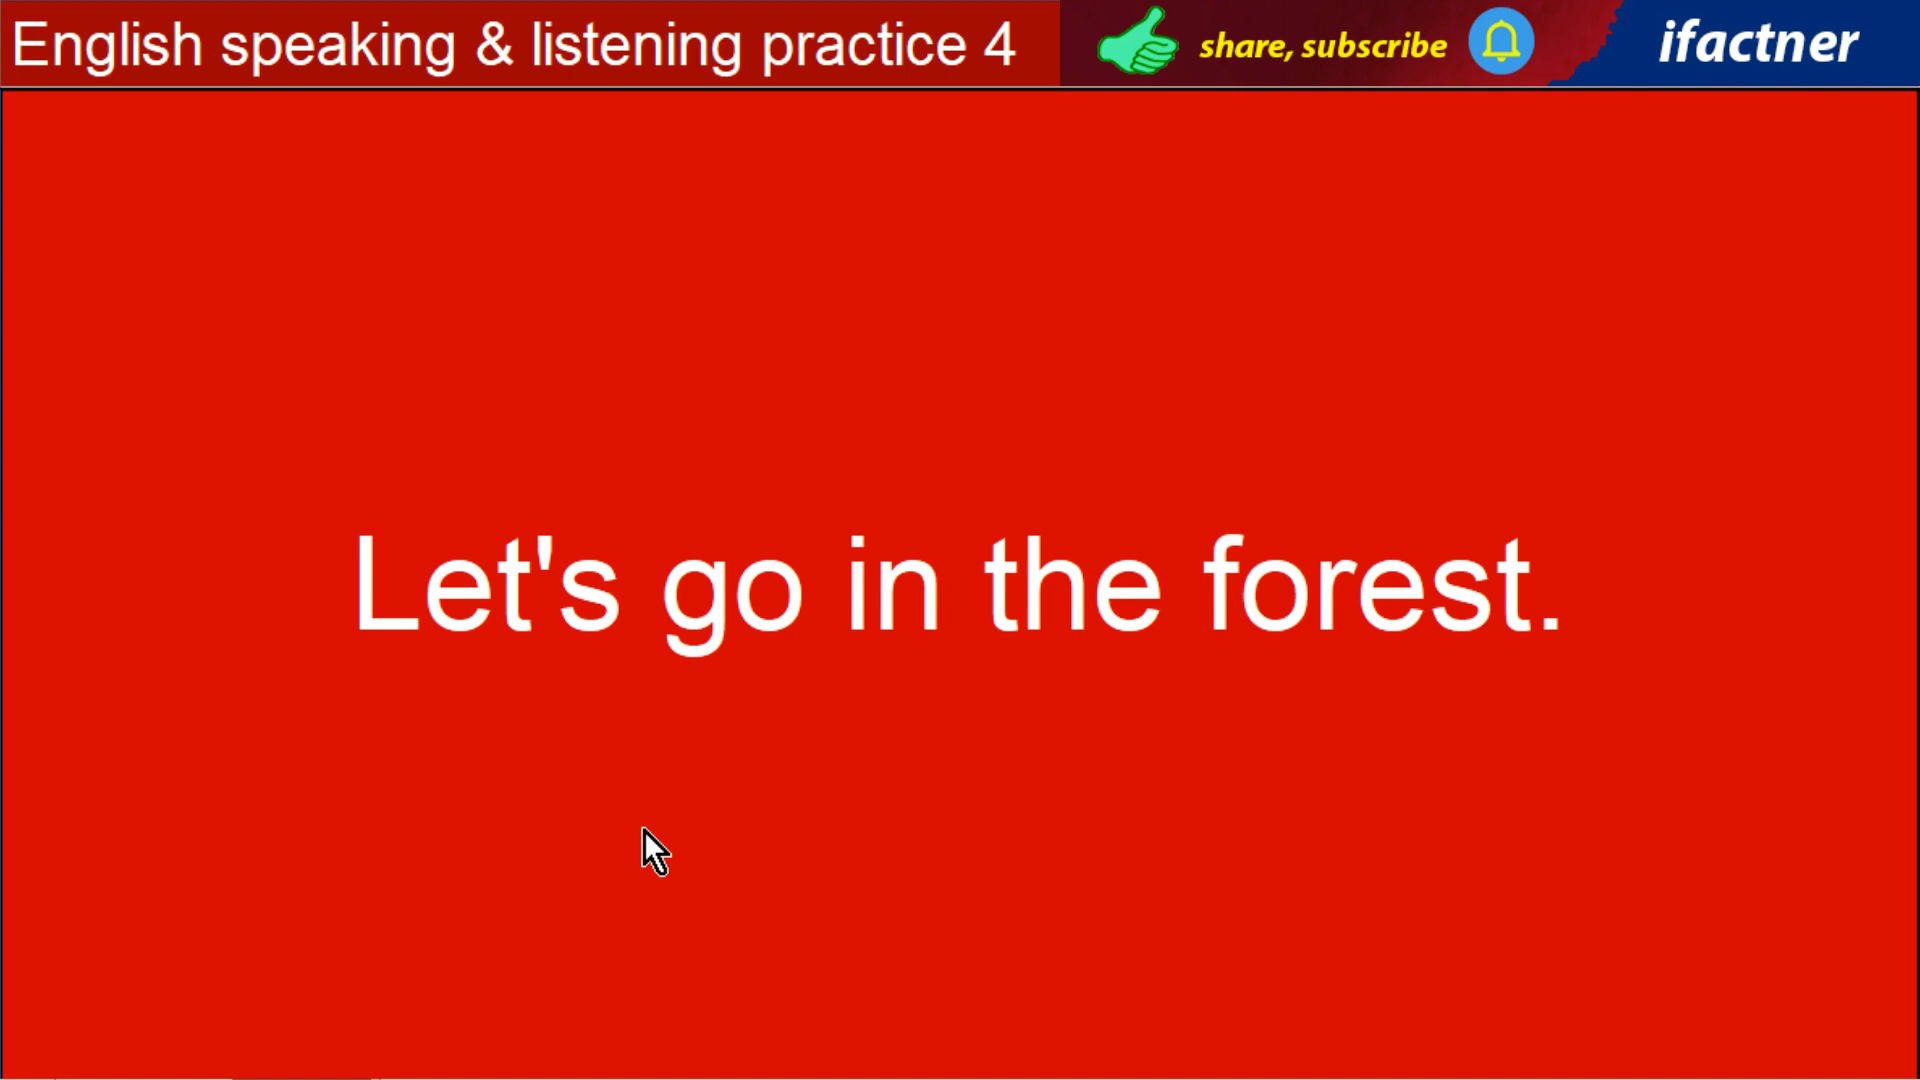 English speaking & listening practice 4
share, subscribe
ifactner
Let's go in the forest.